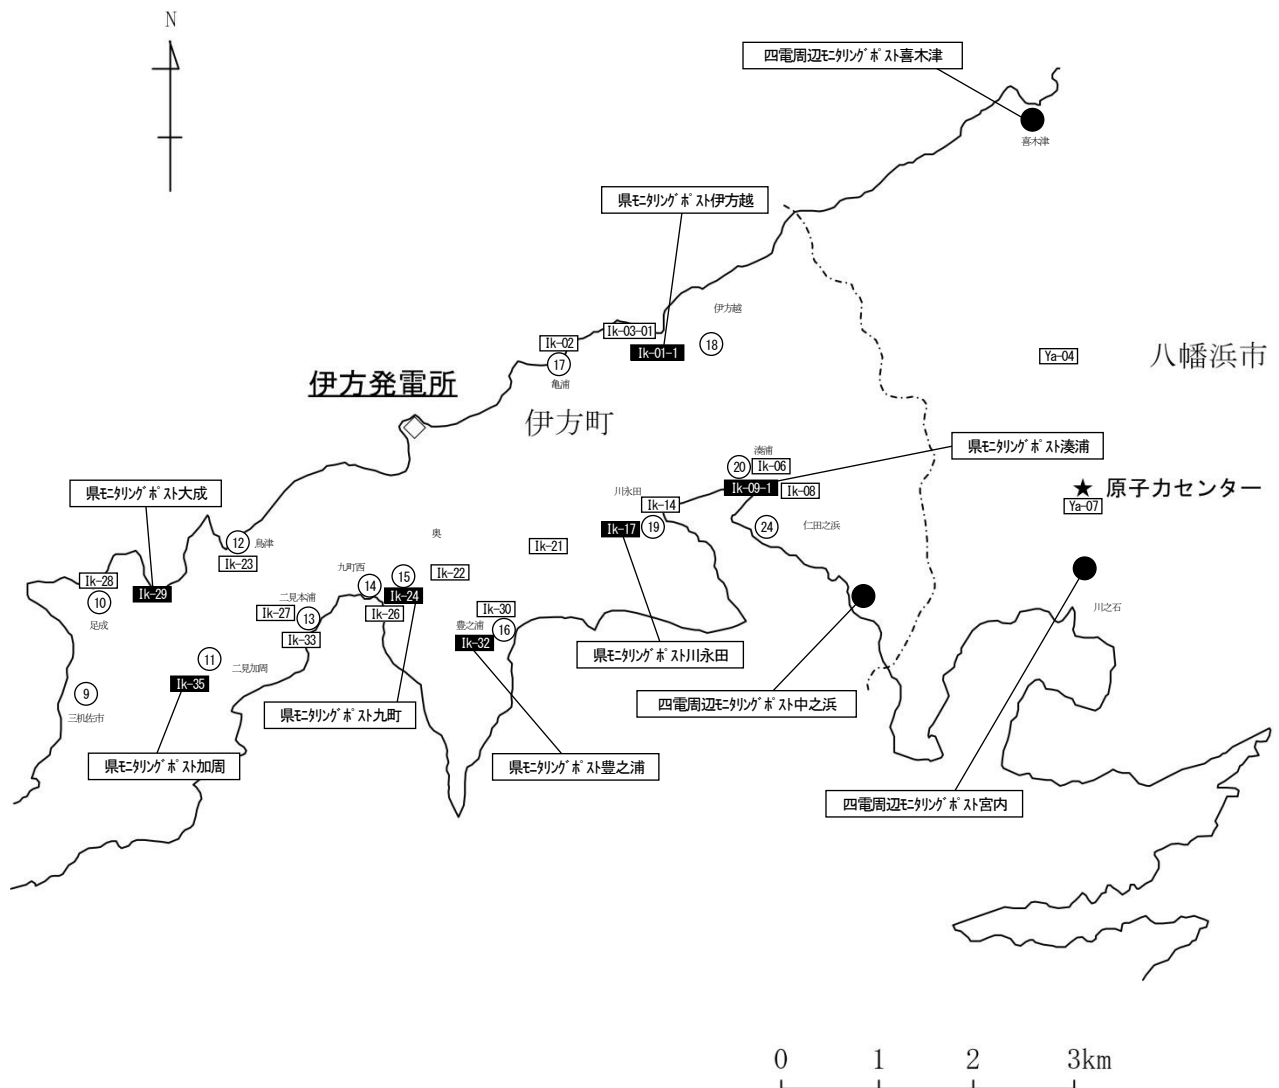 N
四電周辺ﾓﾆﾀﾘﾝｸﾞﾎﾟｽﾄ喜木津
喜木津
県ﾓﾆﾀﾘﾝｸﾞﾎﾟｽﾄ伊方越
伊方越
Ik-03-01
Ik-02
Ik-01-1
18
17
亀浦
Ya-04
八幡浜市
伊方発電所
伊方町
県ﾓﾆﾀﾘﾝｸﾞﾎﾟｽﾄ湊浦
湊浦
20
Ik-06
県ﾓﾆﾀﾘﾝｸﾞﾎﾟｽﾄ大成
川永田
Ik-09-1
Ik-08
★ 原子力センター
Ik-14
Ya-07
Ik-17
19
24
仁田之浜
奥
12
鳥津
Ik-21
Ik-23
九町西
15
Ik-22
Ik-28
14
Ik-29
Ik-24
10
二見本浦
Ik-27
13
Ik-26
Ik-30
川之石
足成
豊之浦
16
Ik-33
Ik-32
県ﾓﾆﾀﾘﾝｸﾞﾎﾟｽﾄ川永田
11
二見加周
Ik-35
9
三机佐市
四電周辺ﾓﾆﾀﾘﾝｸﾞﾎﾟｽﾄ中之浜
県ﾓﾆﾀﾘﾝｸﾞﾎﾟｽﾄ九町
県ﾓﾆﾀﾘﾝｸﾞﾎﾟｽﾄ加周
県ﾓﾆﾀﾘﾝｸﾞﾎﾟｽﾄ豊之浦
四電周辺ﾓﾆﾀﾘﾝｸﾞﾎﾟｽﾄ宮内
0 1 2 3km